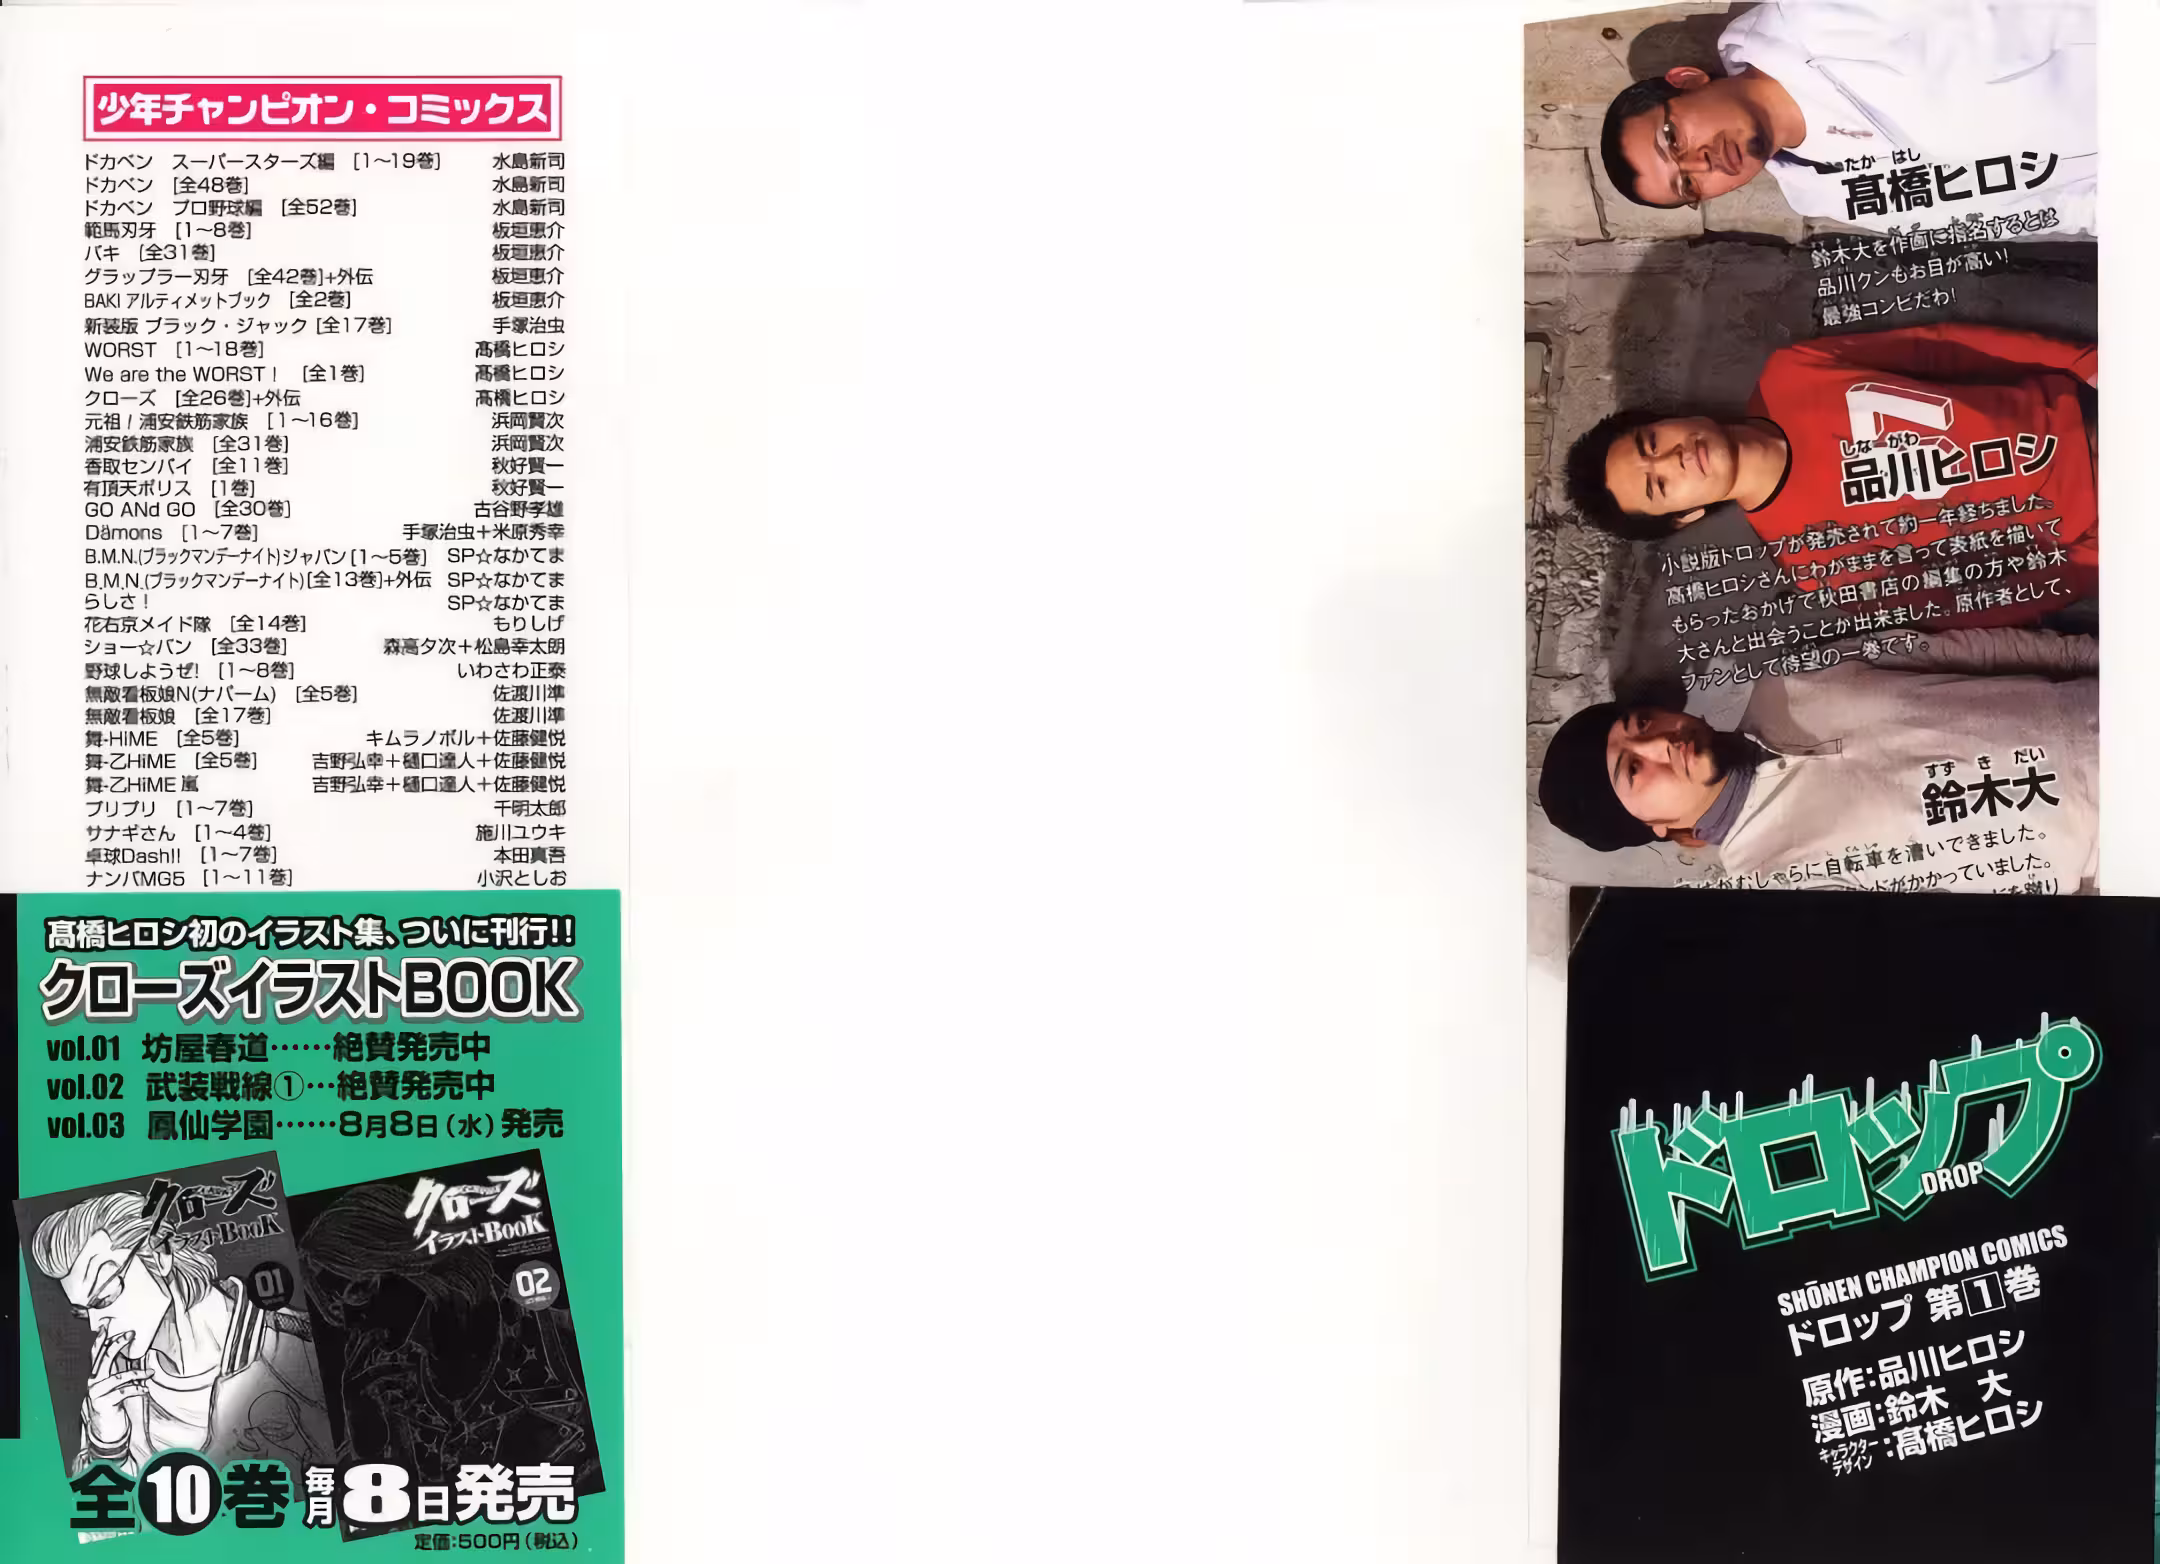 少年チャンピオン・コミックス
ドカベン　スーパースターズ編　[1～19巻]　水島新司
ドカベン　[全48巻]　水島新司
ドカベン　プロ野球編　[全52巻]　水島新司
範馬刃牙　[1～8巻]　板垣恵介
バキ　[全31巻]　板垣恵介
グラップラー刃牙　[全42巻]+外伝　板垣恵介
BAKI アルティメットブック　[全2巻]　板垣恵介
新装版 ブラック・ジャック [全17巻]　手塚治虫
WORST　[1～18巻]　髙橋ヒロシ
We are the WORST！　[全1巻]　髙橋ヒロシ
クローズ　[全26巻]+外伝　髙橋ヒロシ
元祖！浦安鉄筋家族　[1～16巻]　浜岡賢次
浦安鉄筋家族　[全31巻]　浜岡賢次
香取センパイ　[全11巻]　秋好賢一
有頂天ポリス　[1巻]　秋好賢一
GO ANd GO　[全30巻]　古谷野孝雄
Dämons　[1～7巻]　手塚治虫＋米原秀幸
B.M.N.(ブラックマンデーナイト)ジャパン [1～5巻]　SP☆なかてま
B.M.N.(ブラックマンデーナイト)[全13巻]+外伝　SP☆なかてま
らしさ！　SP☆なかてま
花右京メイド隊　[全14巻]　もりしげ
ショー☆バン　[全33巻]　森高夕次＋松島幸太朗
野球しようぜ!　[1～8巻]　いわさわ正泰
無敵看板娘N(ナパーム)　[全5巻]　佐渡川準
無敵看板娘　[全17巻]　佐渡川準
舞-HIME　[全5巻]　キムラノボル＋佐藤健悦
舞-乙HiME　[全5巻]　吉野弘幸＋樋口達人＋佐藤健悦
舞-乙HiME 嵐　吉野弘幸＋樋口達人＋佐藤健悦
ブリブリ　[1～7巻]　千明太郎
サナギさん　[1～4巻]　施川ユウキ
卓球Dash!!　[1～7巻]　本田真吾
ナンバMG5　[1～11巻]　小沢としお
髙橋ヒロシ初のイラスト集、ついに刊行!!
クローズイラストBOOK
vol.01 坊屋春道……絶賛発売中
vol.02 武装戦線①…絶賛発売中
vol.03 鳳仙学園……8月8日（水）発売
クローズ
イラストBooK
01
クローズ
イラストBooK
02
全10巻 毎月8日発売
定価:500円（税込）
たか はし
髙橋ヒロシ
鈴木大を作画に指名するとは
品川クンもお目が高い!
最強コンビだわ!
しな がわ
品川ヒロシ
小説版ドロップが発売されて約一年経ちました。
髙橋ヒロシさんにわがままを言って表紙を描いて
もらったおかげで秋田書店の編集の方や鈴木
大さんと出会うことが出来ました。原作者として、
ファンとして待望の一巻です。
すず き だい
鈴木大
がむしゃらに自転車を漕いできました。
ンドがかかっていました。
ドロップ
DROP
SHŌNEN CHAMPION COMICS
ドロップ 第1巻
原作:品川ヒロシ
漫画:鈴木　大
キャラクターデザイン:髙橋ヒロシ